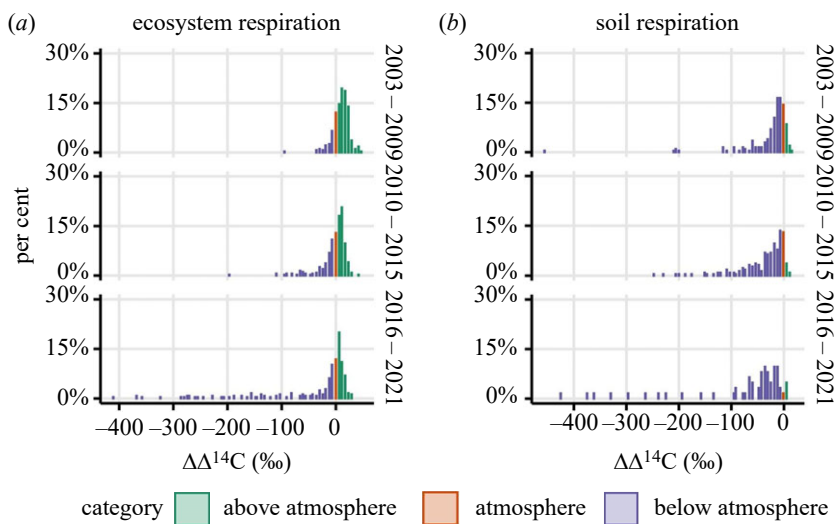 (a) ecosystem respiration
(b) soil respiration
30%
15%
0%
2003 – 2009
30%
15%
0%
2010 – 2015
30%
15%
0%
2016 – 2021
per cent
–400 –300 –200 –100 0
ΔΔ¹⁴C (‰)
30%
15%
0%
2003 – 2009
30%
15%
0%
2010 – 2015
30%
15%
0%
2016 – 2021
–400 –300 –200 –100 0
ΔΔ¹⁴C (‰)
category above atmosphere atmosphere below atmosphere